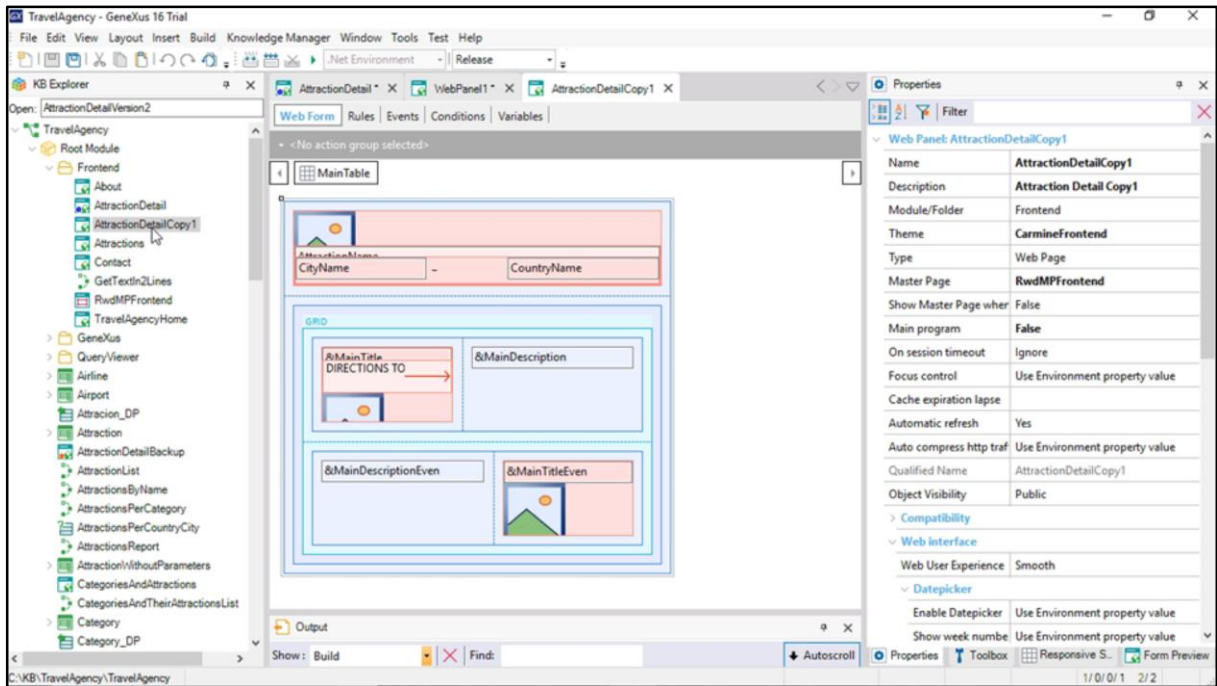 TravelAgency - GeneXus 16 Trial
File Edit View Layout Insert Build Knowledge Manager Window Tools Test Help
.Net Environment Release
KB Explorer
Open: AttractionDetailVersion2
TravelAgency
Root Module
Frontend
About
AttractionDetail
AttractionDetailCopy1
Attractions
Contact
GetTextIn2Lines
RwdMPFrontend
TravelAgencyHome
GeneXus
QueryViewer
Airline
Airport
Attracion_DP
Attraction
AttractionDetailBackup
AttractionList
AttractionsByName
AttractionsPerCategory
AttractionsPerCountryCity
AttractionsReport
AttractionWithoutParameters
CategoriesAndAttractions
CategoriesAndTheirAttractionsList
Category
Category_DP
AttractionDetail * WebPanel1 * AttractionDetailCopy1
Web Form Rules Events Conditions Variables
<No action group selected>
MainTable
AttractionName
CityName - CountryName
GRID
&MainTitle
DIRECTIONS TO
&MainDescription
&MainDescriptionEven
&MainTitleEven
Output
Show: Build Find: Autoscroll
Properties
Filter
Web Panel: AttractionDetailCopy1
Name AttractionDetailCopy1
Description Attraction Detail Copy1
Module/Folder Frontend
Theme CarmineFrontend
Type Web Page
Master Page RwdMPFrontend
Show Master Page wher False
Main program False
On session timeout Ignore
Focus control Use Environment property value
Cache expiration lapse
Automatic refresh Yes
Auto compress http traf Use Environment property value
Qualified Name AttractionDetailCopy1
Object Visibility Public
Compatibility
Web interface
Web User Experience Smooth
Datepicker
Enable Datepicker Use Environment property value
Show week numbe Use Environment property value
Properties Toolbox Responsive S... Form Preview
C:\KB\TravelAgency\TravelAgency
1/0/0/1 2/2